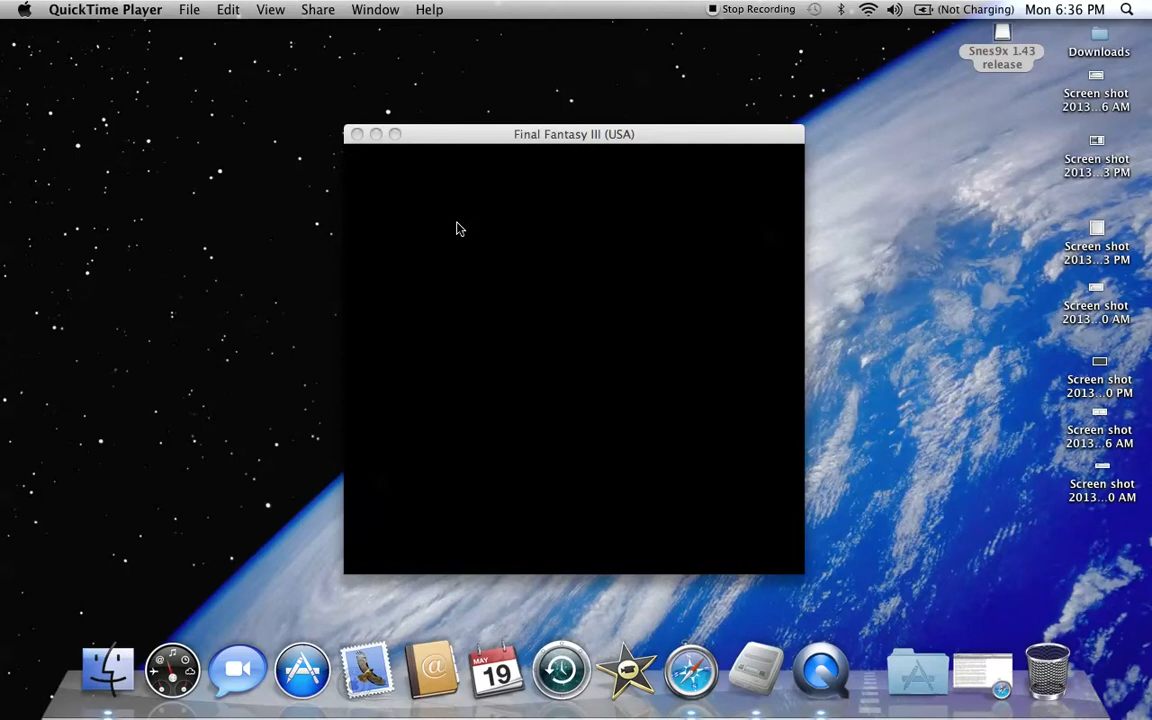 QuickTime Player File Edit View Share Window Help Stop Recording (Not Charging) Mon 6:36 PM
Snes9x 1.43
release
Downloads
Screen shot
2013...6 AM
Final Fantasy III (USA)
Screen shot
2013...3 PM
Screen shot
2013...3 PM
Screen shot
2013...0 AM
Screen shot
2013...0 PM
Screen shot
2013...6 AM
Screen shot
2013...0 AM
MAY
19